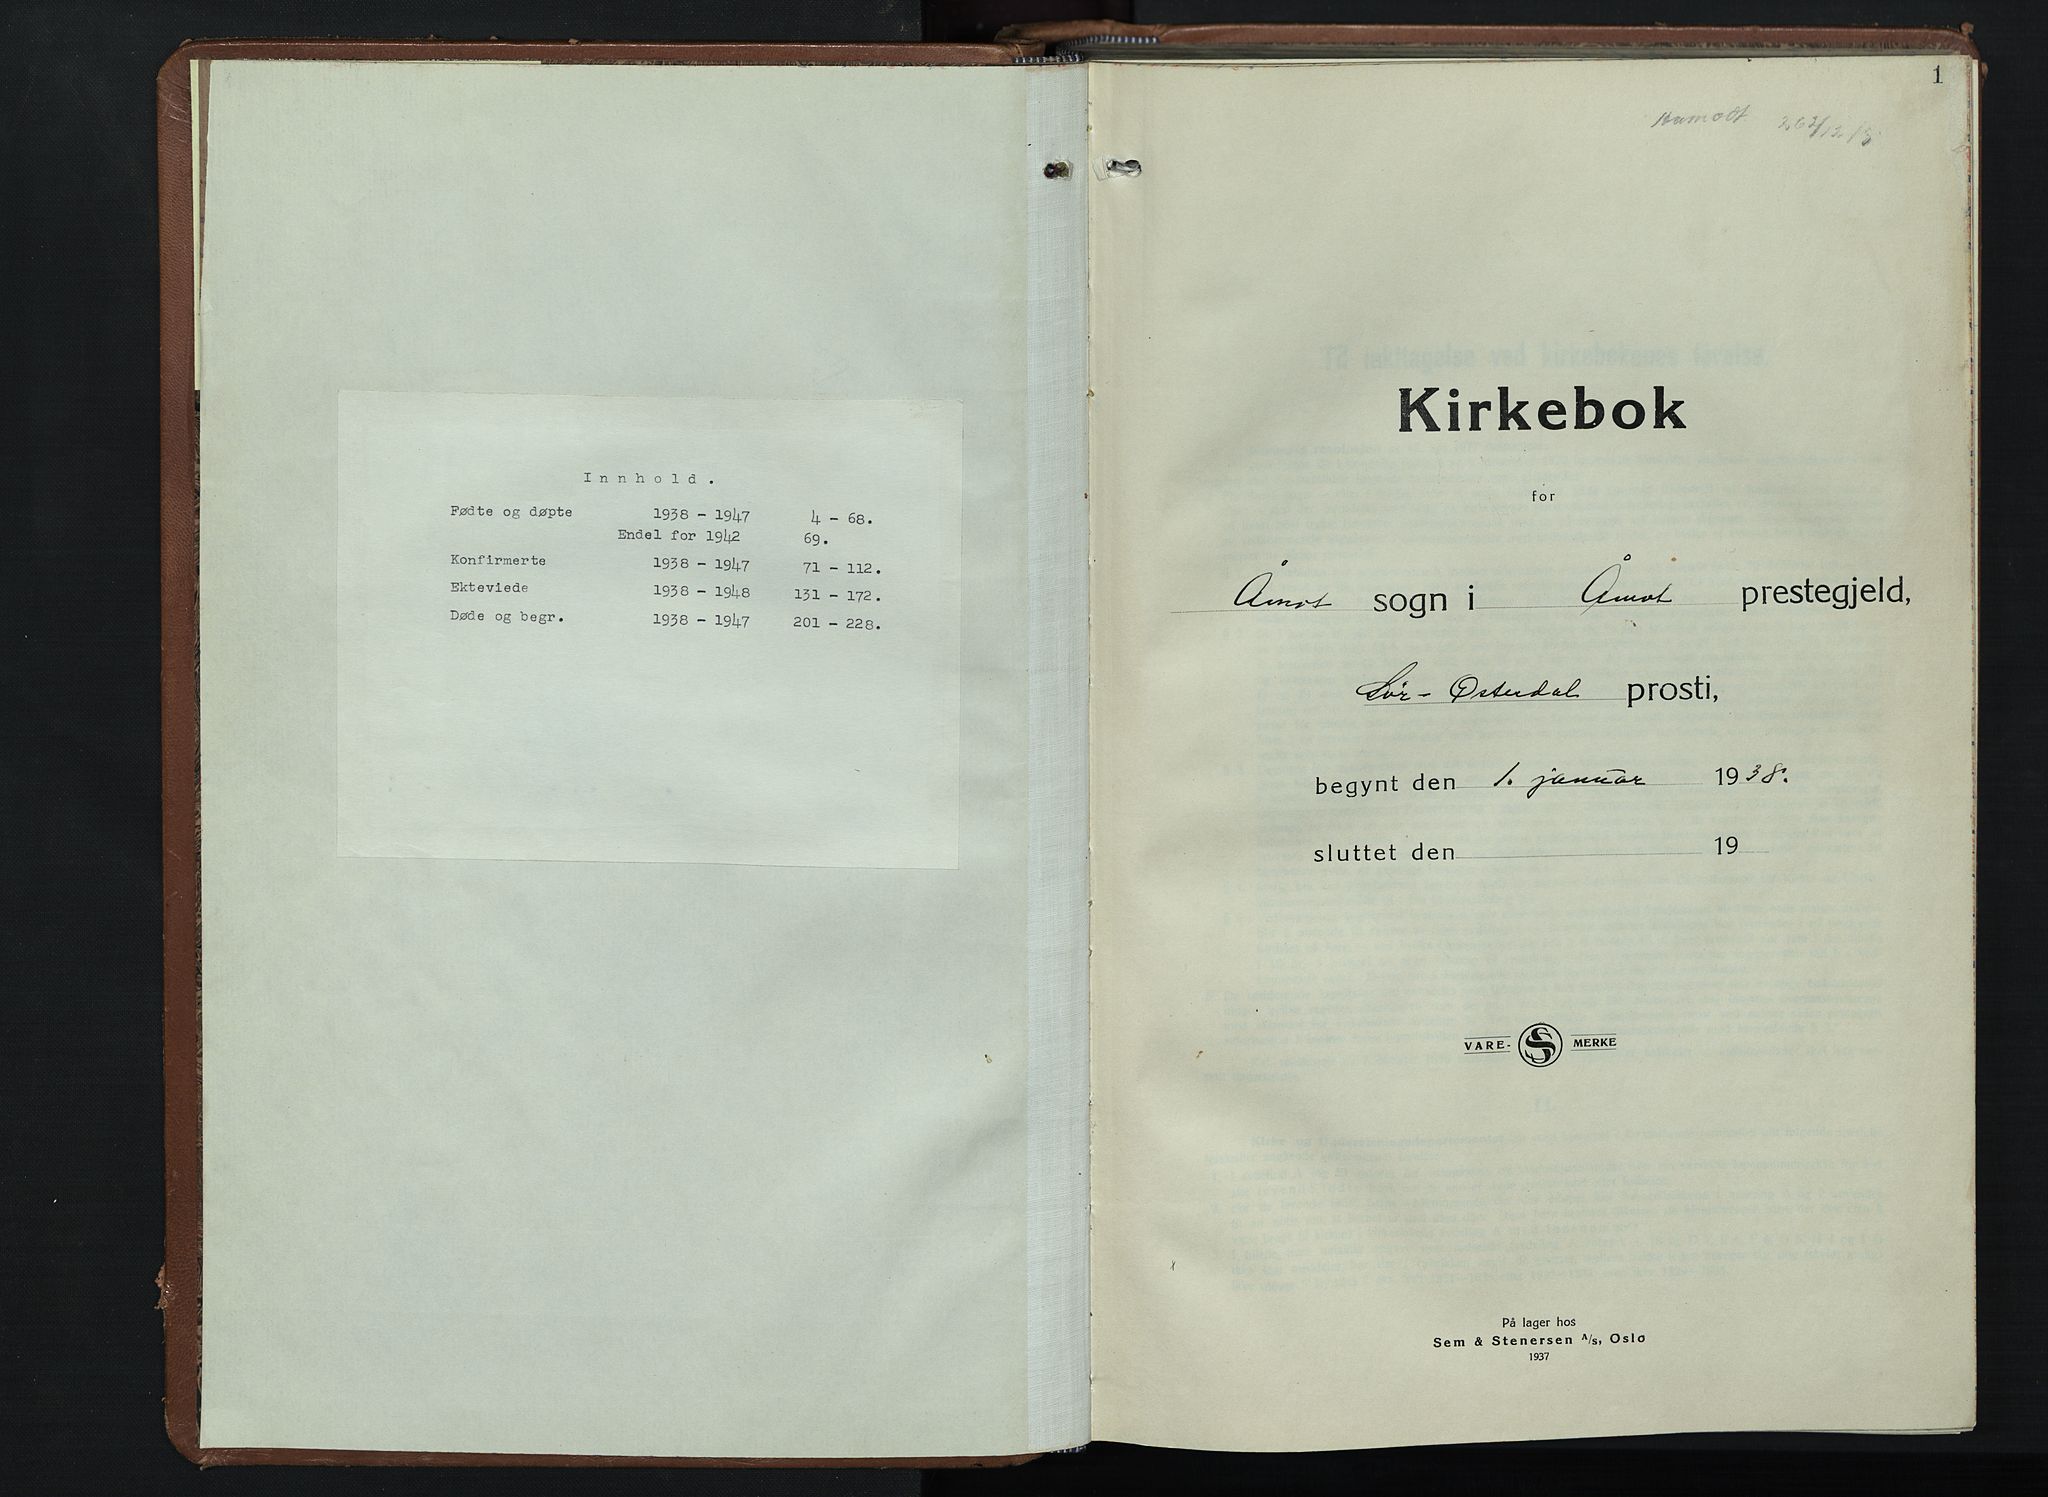 Innhold.
Fødte og døpte 1938 – 1947 4 – 68.
Endel for 1942 69.
Konfirmerte 1938 – 1947 71 – 112.
Ekteviede 1938 – 1948 131 – 172.
Døde og begr. 1938 – 1947 201 – 228.
1
Kirkebok
for
Åmot sogn i Åmot prestegjeld,
Sør-Østerdal prosti,
begynt den 1. januar 1938.
sluttet den 19
VARE- S MERKE
På lager hos
Sem & Stenersen A/s, Oslo
1937